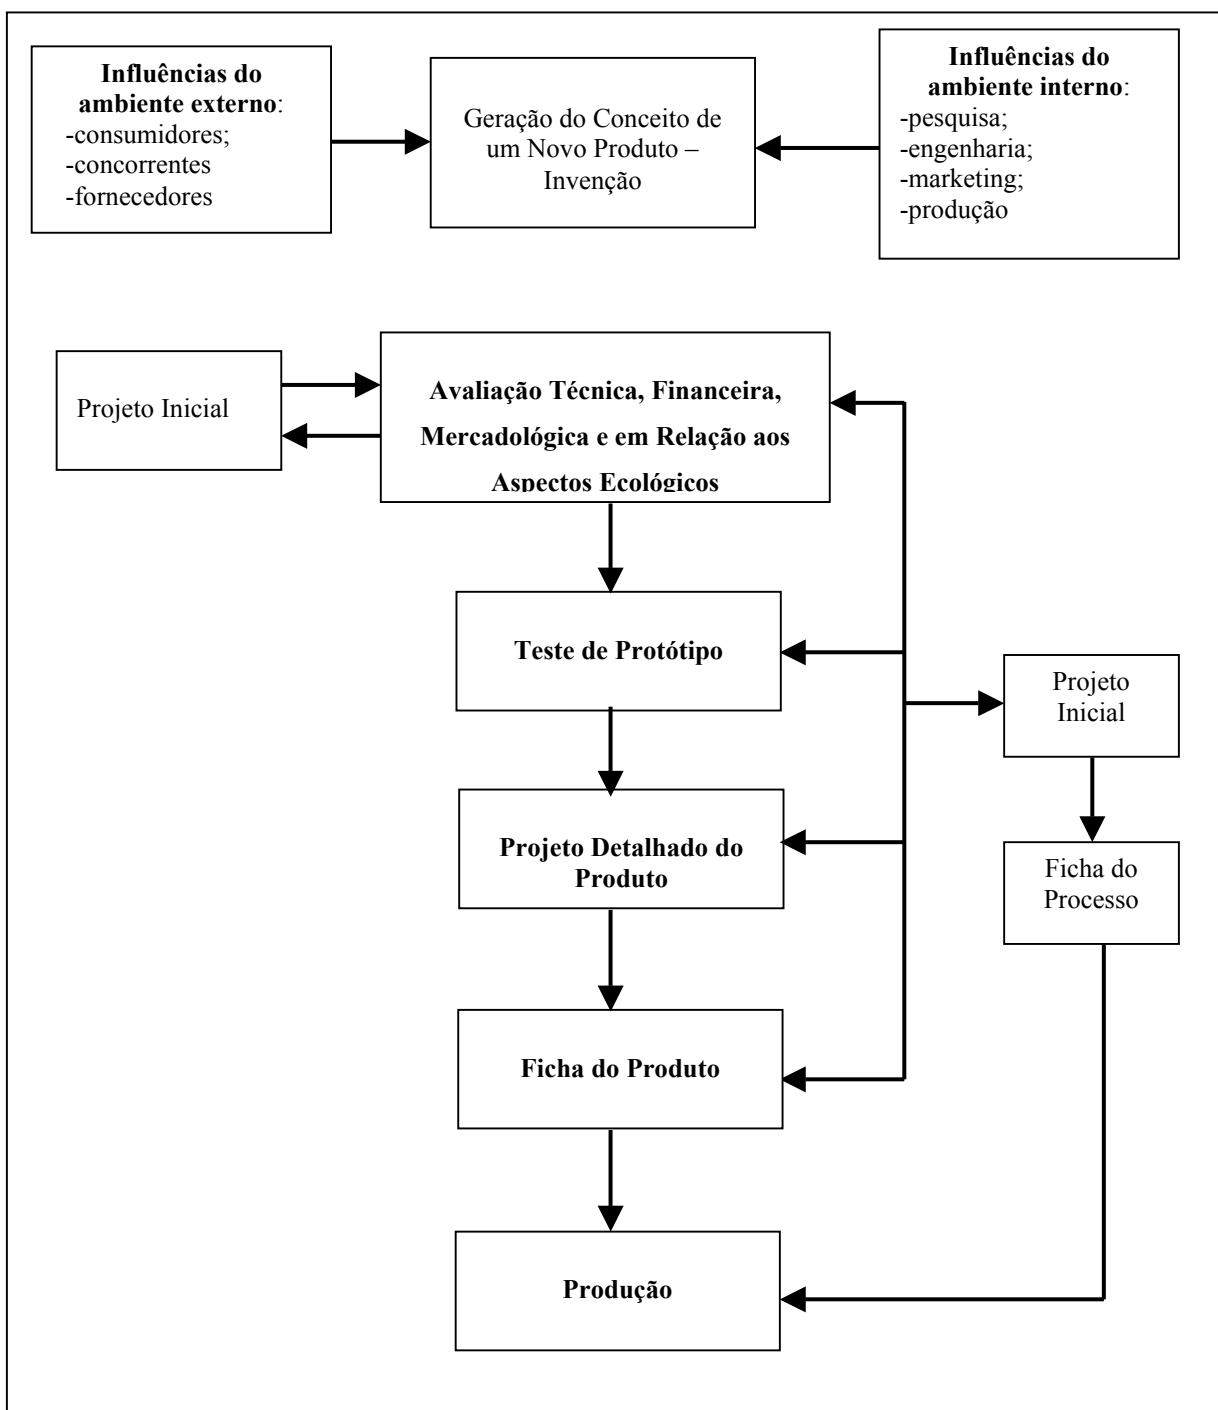 Influências do
ambiente externo:
-consumidores;
-concorrentes
-fornecedores
Geração do Conceito de
um Novo Produto –
Invenção
Influências do
ambiente interno:
-pesquisa;
-engenharia;
-marketing;
-produção
Projeto Inicial
Avaliação Técnica, Financeira,
Mercadológica e em Relação aos
Aspectos Ecológicos
Teste de Protótipo
Projeto
Inicial
Projeto Detalhado do
Produto
Ficha do
Processo
Ficha do Produto
Produção